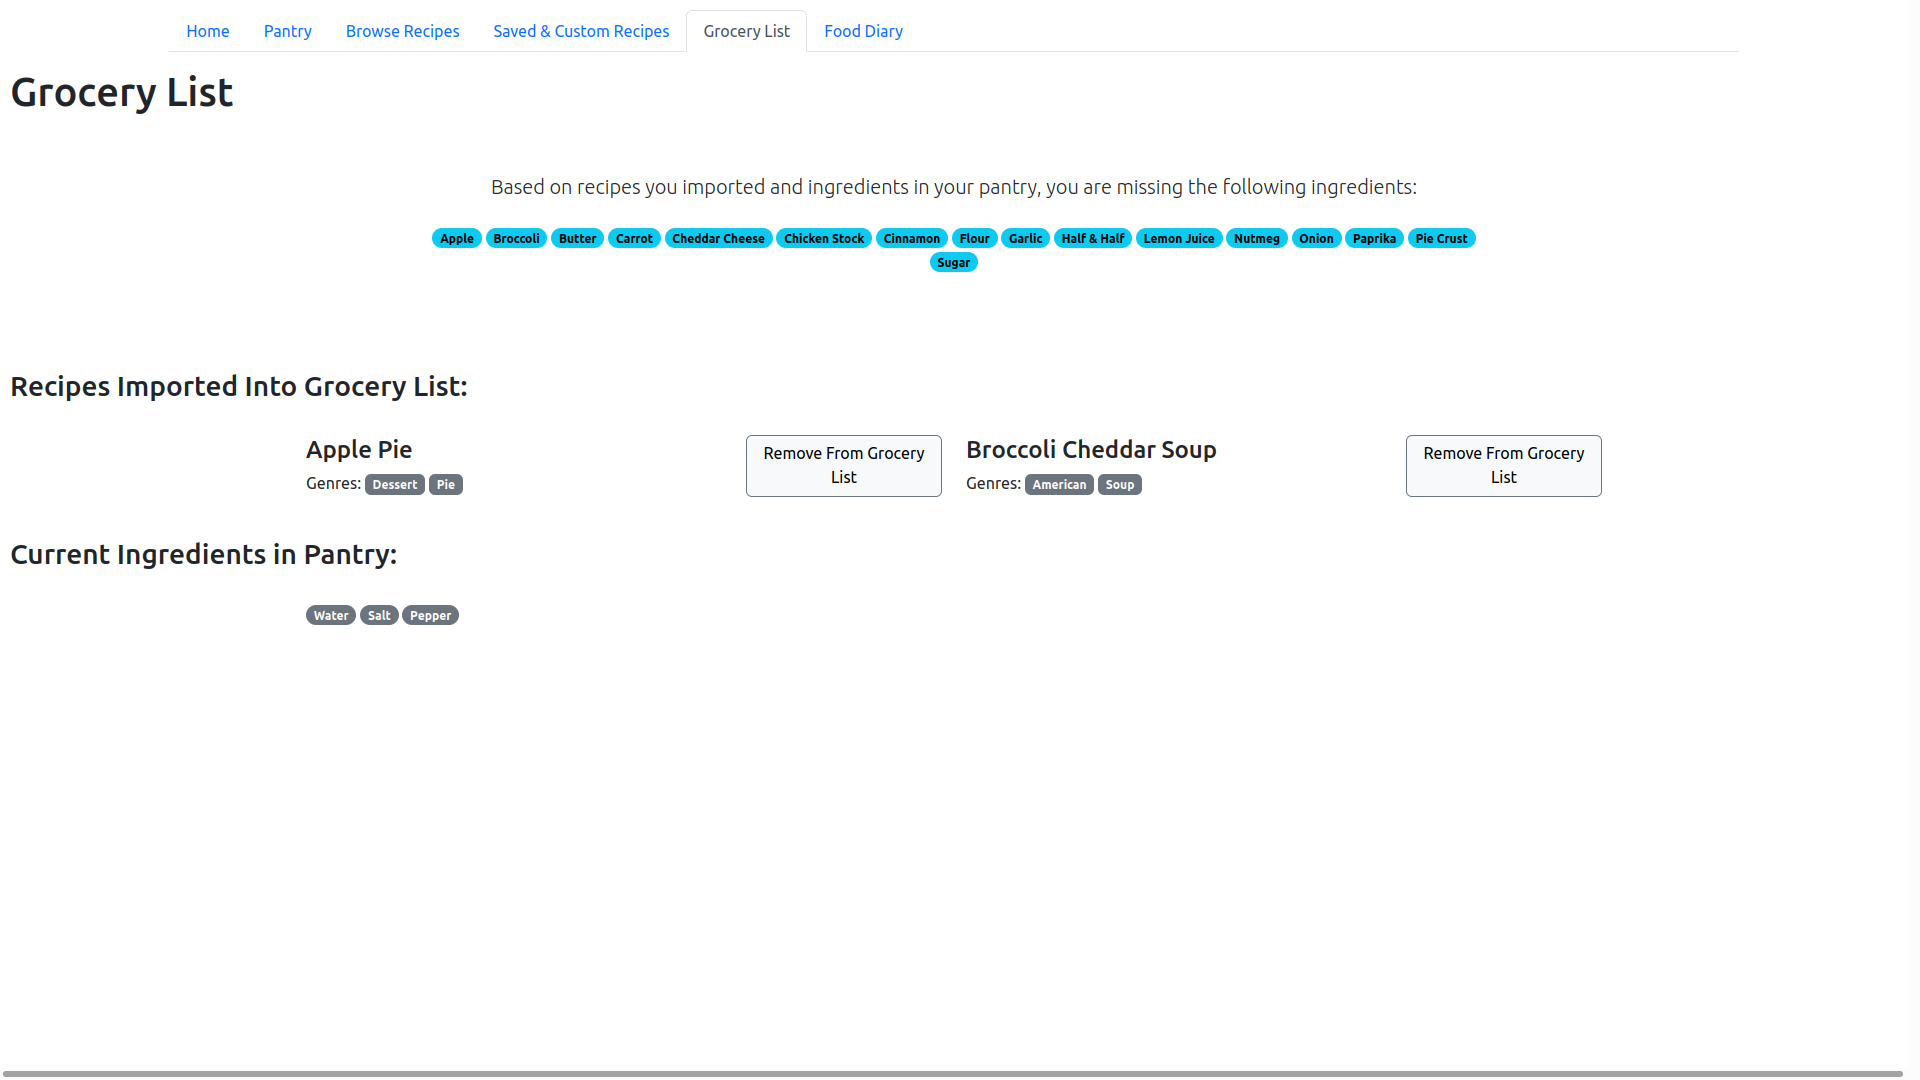 Home Pantry Browse Recipes Saved & Custom Recipes Grocery List Food Diary
Grocery List
Based on recipes you imported and ingredients in your pantry, you are missing the following ingredients:
Apple Broccoli Butter Carrot Cheddar Cheese Chicken Stock Cinnamon Flour Garlic Half & Half Lemon Juice Nutmeg Onion Paprika Pie Crust
Sugar
Recipes Imported Into Grocery List:
Apple Pie
Genres: Dessert Pie
Remove From Grocery
List
Broccoli Cheddar Soup
Genres: American Soup
Remove From Grocery
List
Current Ingredients in Pantry:
Water Salt Pepper